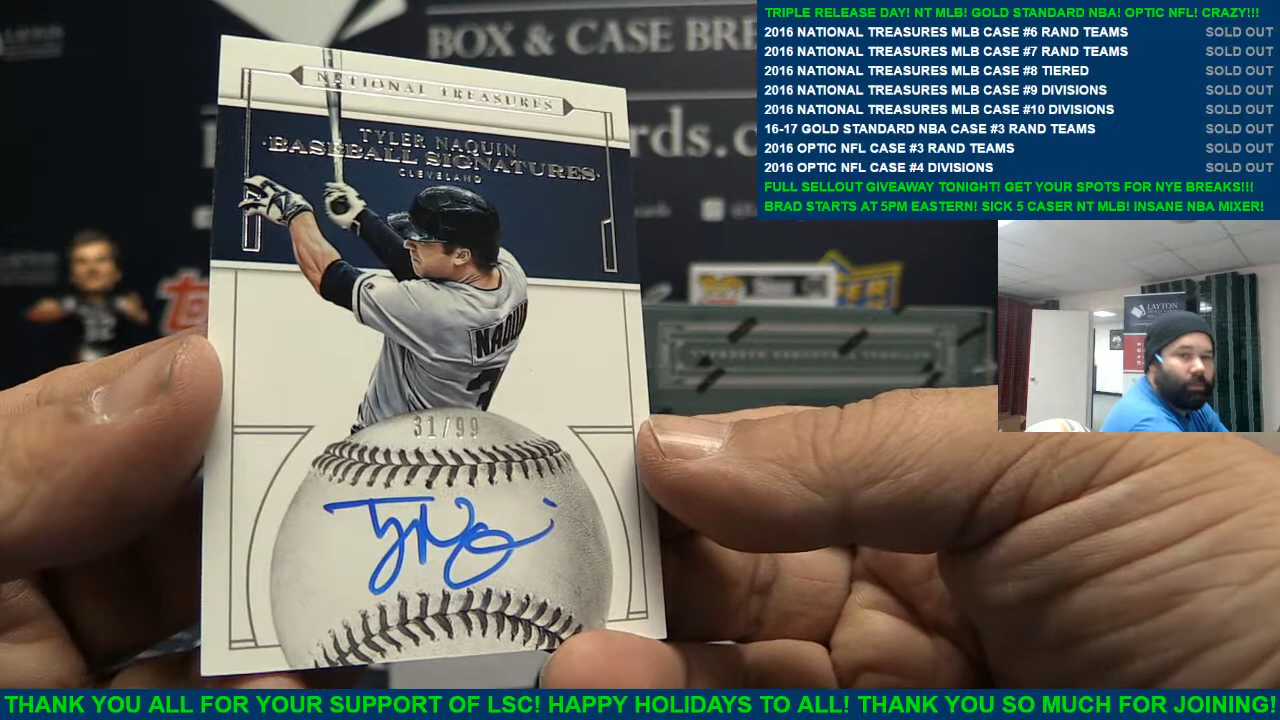 BOX & CASE BRE
rds.c
TRIPLE RELEASE DAY! NT MLB! GOLD STANDARD NBA! OPTIC NFL! CRAZY!!!
2016 NATIONAL TREASURES MLB CASE #6 RAND TEAMS SOLD OUT
2016 NATIONAL TREASURES MLB CASE #7 RAND TEAMS SOLD OUT
2016 NATIONAL TREASURES MLB CASE #8 TIERED SOLD OUT
2016 NATIONAL TREASURES MLB CASE #9 DIVISIONS SOLD OUT
2016 NATIONAL TREASURES MLB CASE #10 DIVISIONS SOLD OUT
16-17 GOLD STANDARD NBA CASE #3 RAND TEAMS SOLD OUT
2016 OPTIC NFL CASE #3 RAND TEAMS SOLD OUT
2016 OPTIC NFL CASE #4 DIVISIONS SOLD OUT
FULL SELLOUT GIVEAWAY TONIGHT! GET YOUR SPOTS FOR NYE BREAKS!!!
BRAD STARTS AT 5PM EASTERN! SICK 5 CASER NT MLB! INSANE NBA MIXER!
NATIONAL TREASURES
TYLER NAQUIN
BASEBALL SIGNATURES
CLEVELAND
NAQU
31/99
LAYTON
THANK YOU ALL FOR YOUR SUPPORT OF LSC! HAPPY HOLIDAYS TO ALL! THANK YOU SO MUCH FOR JOINING!